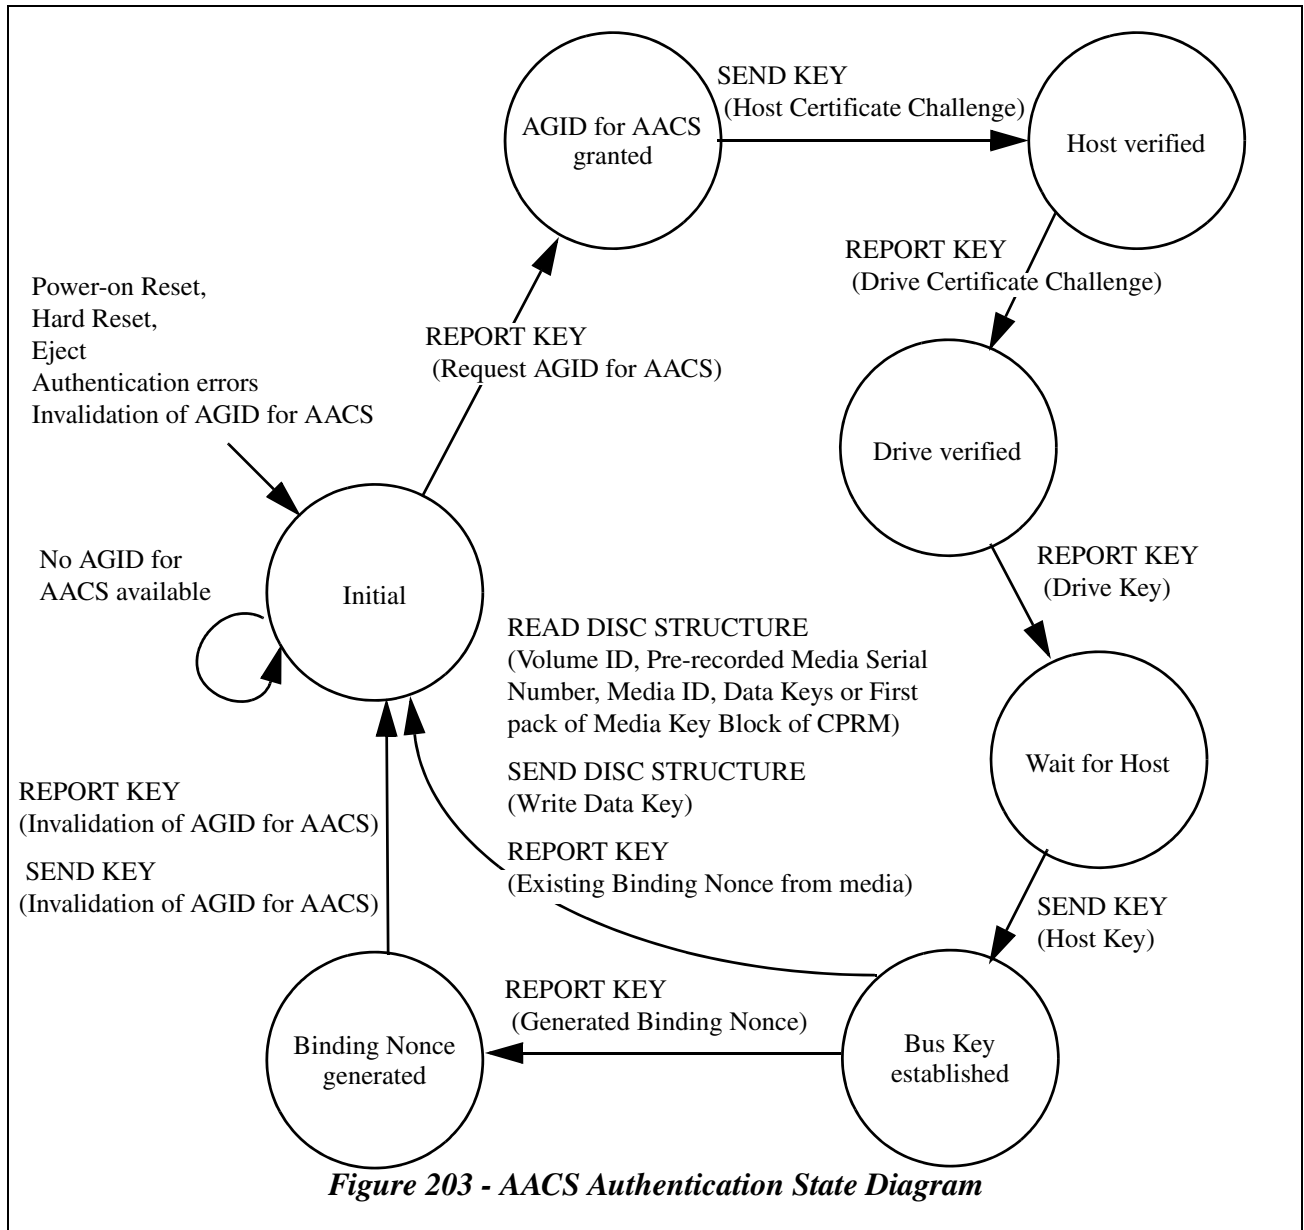 SEND KEY
(Host Certificate Challenge)
AGID for AACS
granted
Host verified
REPORT KEY
(Drive Certificate Challenge)
Power-on Reset,
Hard Reset,
Eject
Authentication errors
Invalidation of AGID for AACS
REPORT KEY
(Request AGID for AACS)
Drive verified
No AGID for
AACS available
Initial
REPORT KEY
(Drive Key)
READ DISC STRUCTURE
(Volume ID, Pre-recorded Media Serial
Number, Media ID, Data Keys or First
pack of Media Key Block of CPRM)
SEND DISC STRUCTURE
(Write Data Key)
REPORT KEY
(Existing Binding Nonce from media)
Wait for Host
REPORT KEY
(Invalidation of AGID for AACS)
SEND KEY
(Invalidation of AGID for AACS)
SEND KEY
(Host Key)
REPORT KEY
(Generated Binding Nonce)
Binding Nonce
generated
Bus Key
established
Figure 203 - AACS Authentication State Diagram